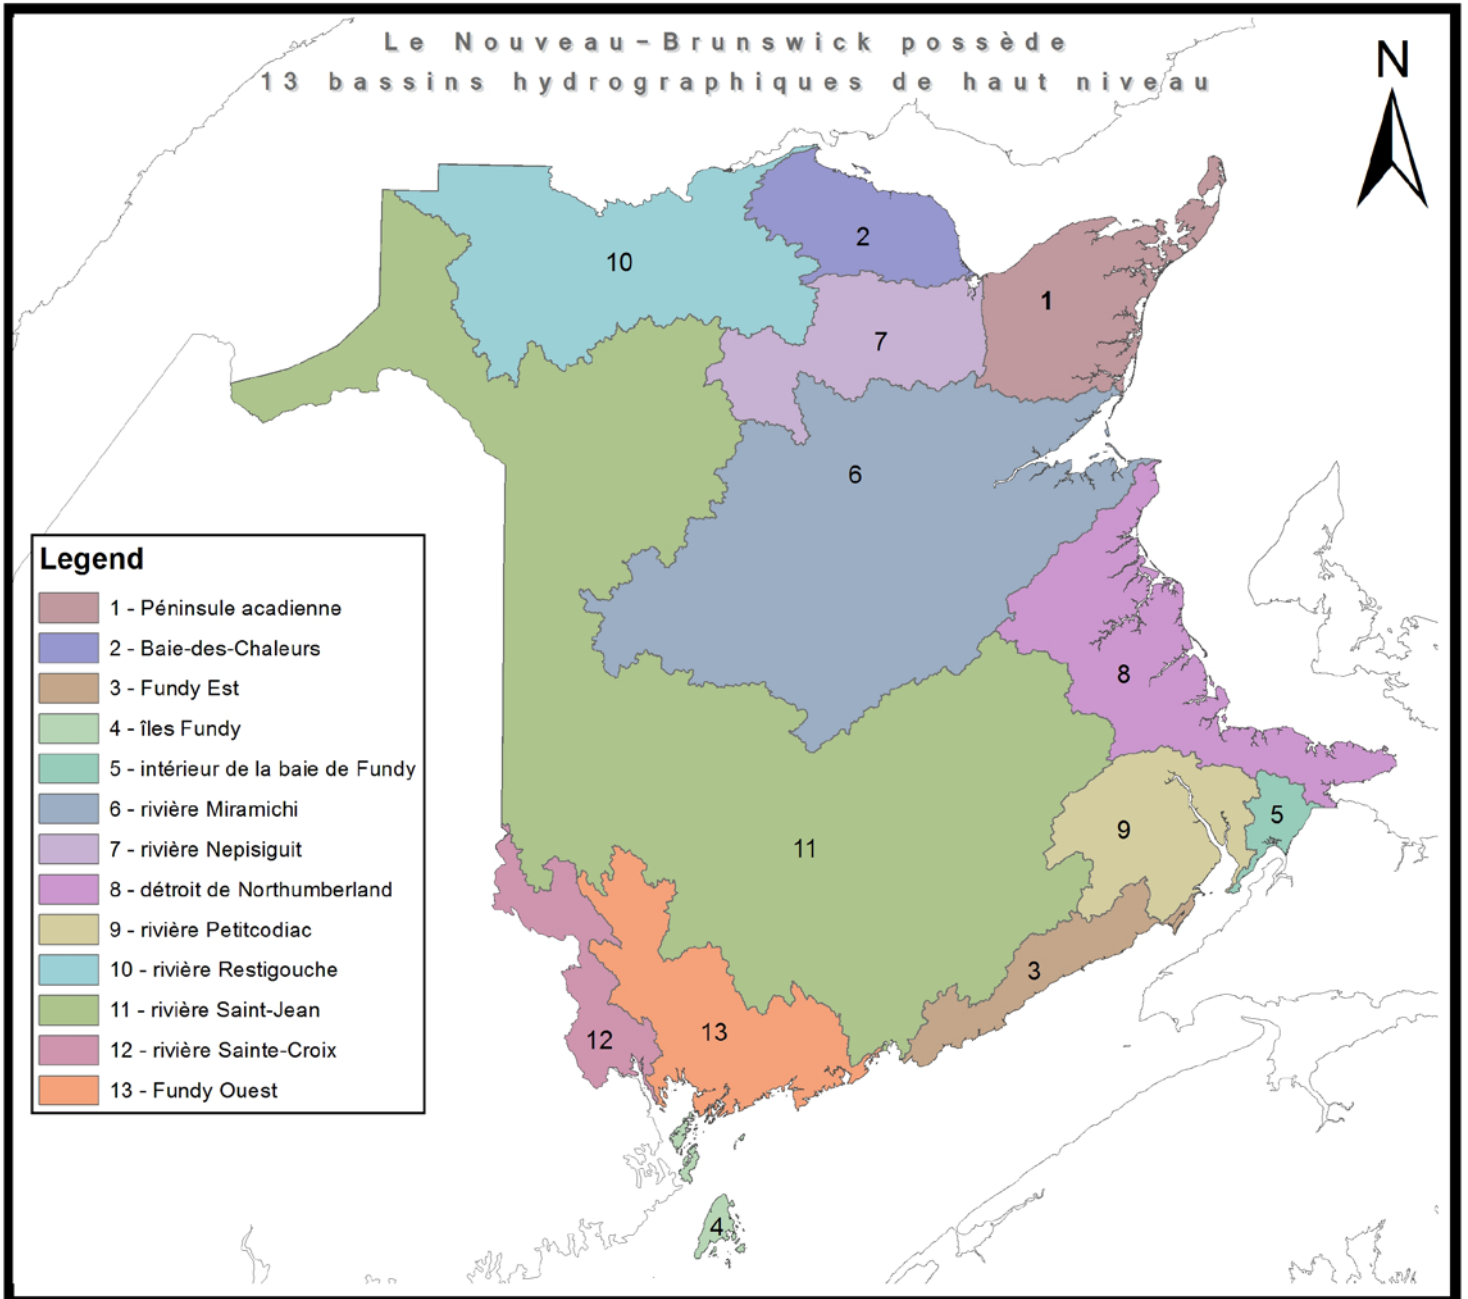 Le Nouveau-Brunswick possède
13 bassins hydrographiques de haut niveau
N
2
10
1
7
6
8
5
9
11
3
13
12
4
Legend
1 - Péninsule acadienne
2 - Baie-des-Chaleurs
3 - Fundy Est
4 - îles Fundy
5 - intérieur de la baie de Fundy
6 - rivière Miramichi
7 - rivière Nepisiguit
8 - détroit de Northumberland
9 - rivière Petitcodiac
10 - rivière Restigouche
11 - rivière Saint-Jean
12 - rivière Sainte-Croix
13 - Fundy Ouest